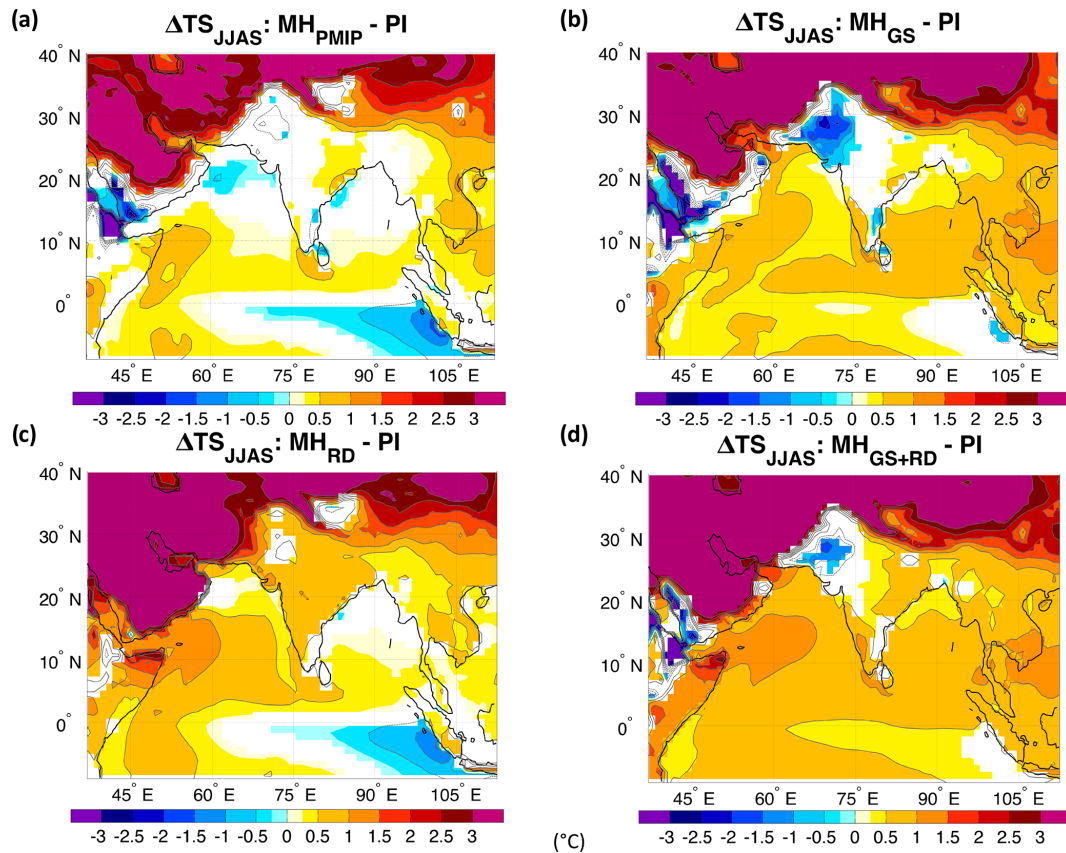 (a)
ΔTS_JJAS: MH_PMIP - PI
40° N
30° N
20° N
10° N
0°
45° E 60° E 75° E 90° E 105° E
-3 -2.5 -2 -1.5 -1 -0.5 0 0.5 1 1.5 2 2.5 3
(b)
ΔTS_JJAS: MH_GS - PI
40° N
30° N
20° N
10° N
0°
45° E 60° E 75° E 90° E 105° E
-3 -2.5 -2 -1.5 -1 -0.5 0 0.5 1 1.5 2 2.5 3
(c)
ΔTS_JJAS: MH_RD - PI
40° N
30° N
20° N
10° N
0°
45° E 60° E 75° E 90° E 105° E
-3 -2.5 -2 -1.5 -1 -0.5 0 0.5 1 1.5 2 2.5 3
(d)
ΔTS_JJAS: MH_GS+RD - PI
40° N
30° N
20° N
10° N
0°
45° E 60° E 75° E 90° E 105° E
-3 -2.5 -2 -1.5 -1 -0.5 0 0.5 1 1.5 2 2.5 3
(°C)